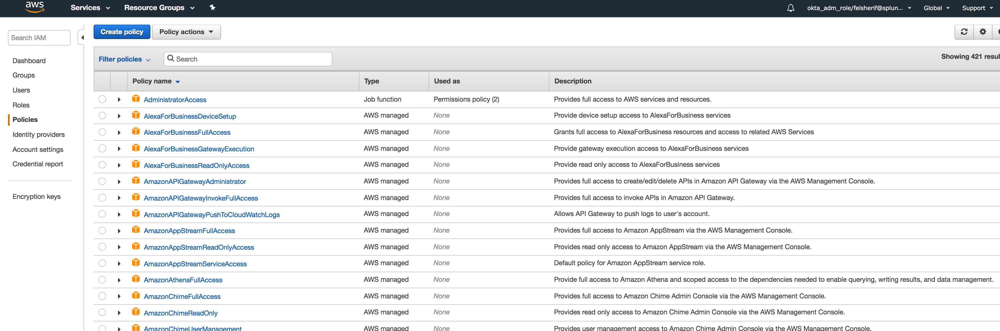 aws Services Resource Groups okta_adm_role/felsherif@splun... Global Support
Search IAM
Dashboard
Groups
Users
Roles
Policies
Identity providers
Account settings
Credential report
Encryption keys
Create policy Policy actions
Filter policies Search Showing 421 resul
Policy name Type Used as Description
AdministratorAccess Job function Permissions policy (2) Provides full access to AWS services and resources.
AlexaForBusinessDeviceSetup AWS managed None Provide device setup access to AlexaForBusiness services
AlexaForBusinessFullAccess AWS managed None Grants full access to AlexaForBusiness resources and access to related AWS Services
AlexaForBusinessGatewayExecution AWS managed None Provide gateway execution access to AlexaForBusiness services
AlexaForBusinessReadOnlyAccess AWS managed None Provide read only access to AlexaForBusiness services
AmazonAPIGatewayAdministrator AWS managed None Provides full access to create/edit/delete APIs in Amazon API Gateway via the AWS Management Console.
AmazonAPIGatewayInvokeFullAccess AWS managed None Provides full access to invoke APIs in Amazon API Gateway.
AmazonAPIGatewayPushToCloudWatchLogs AWS managed None Allows API Gateway to push logs to user's account.
AmazonAppStreamFullAccess AWS managed None Provides full access to Amazon AppStream via the AWS Management Console.
AmazonAppStreamReadOnlyAccess AWS managed None Provides read only access to Amazon AppStream via the AWS Management Console.
AmazonAppStreamServiceAccess AWS managed None Default policy for Amazon AppStream service role.
AmazonAthenaFullAccess AWS managed None Provide full access to Amazon Athena and scoped access to the dependencies needed to enable querying, writing results, and data management.
AmazonChimeFullAccess AWS managed None Provides full access to Amazon Chime Admin Console via the AWS Management Console.
AmazonChimeReadOnly AWS managed None Provides read only access to Amazon Chime Admin Console via the AWS Management Console.
AmazonChimeUserManagement AWS managed None Provides user management access to Amazon Chime Admin Console via the AWS Management Console.